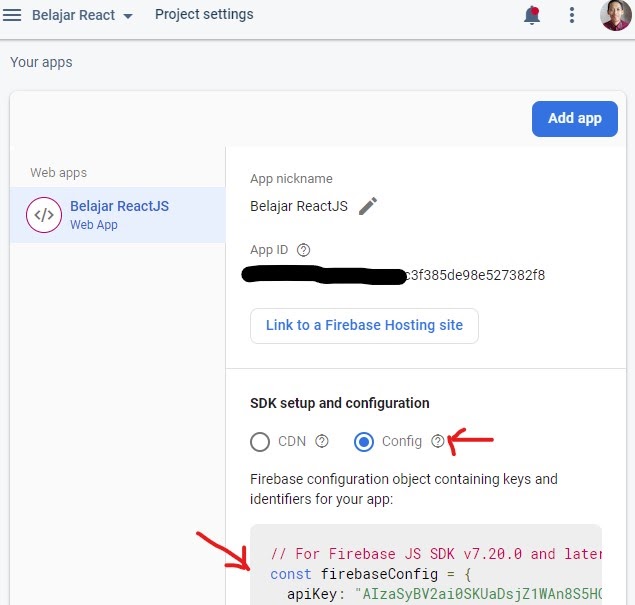 Belajar React
Project settings
Your apps
Add app
Web apps
Belajar ReactJS
Web App
App nickname
Belajar ReactJS
App ID
c3f385de98e527382f8
Link to a Firebase Hosting site
SDK setup and configuration
CDN
Config
Firebase configuration object containing keys and
identifiers for your app:
// For Firebase JS SDK v7.20.0 and later
const firebaseConfig = {
apiKey: "AIzaSyBV2ai0SKUaDsjZ1WAn8S5H